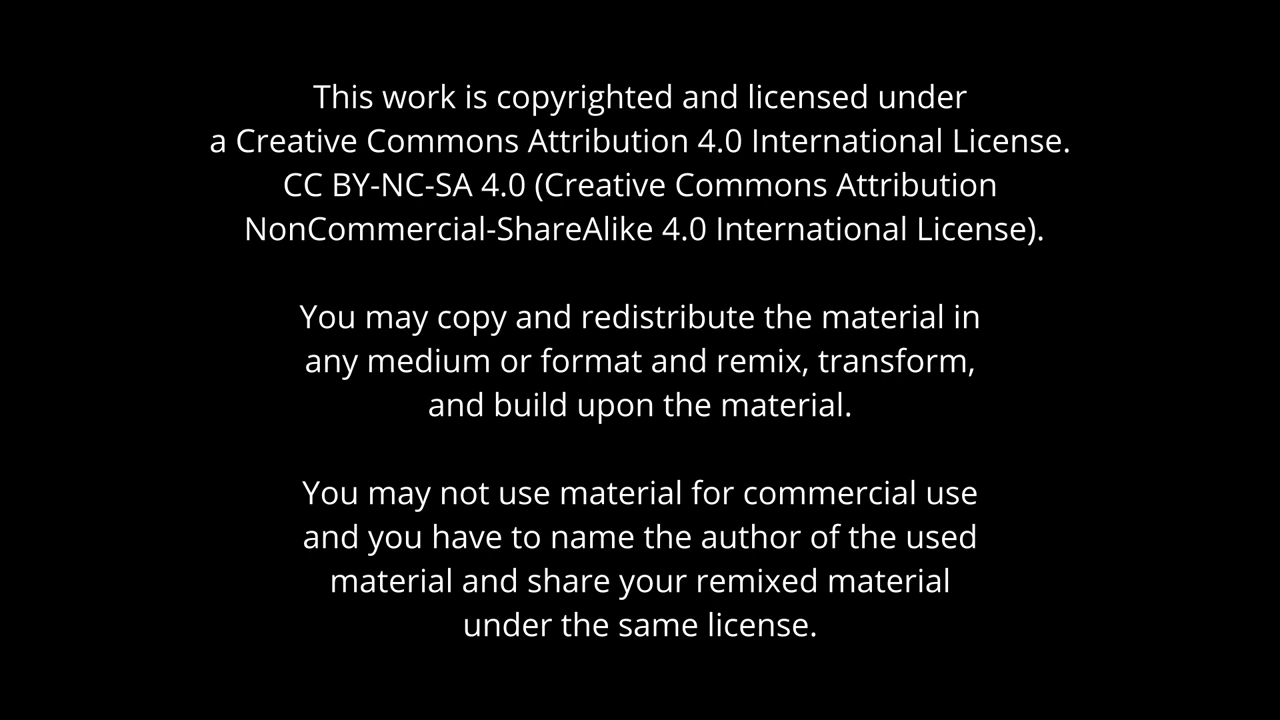 This work is copyrighted and licensed under
a Creative Commons Attribution 4.0 International License.
CC BY-NC-SA 4.0 (Creative Commons Attribution
NonCommercial-ShareAlike 4.0 International License).
You may copy and redistribute the material in
any medium or format and remix, transform,
and build upon the material.
You may not use material for commercial use
and you have to name the author of the used
material and share your remixed material
under the same license.